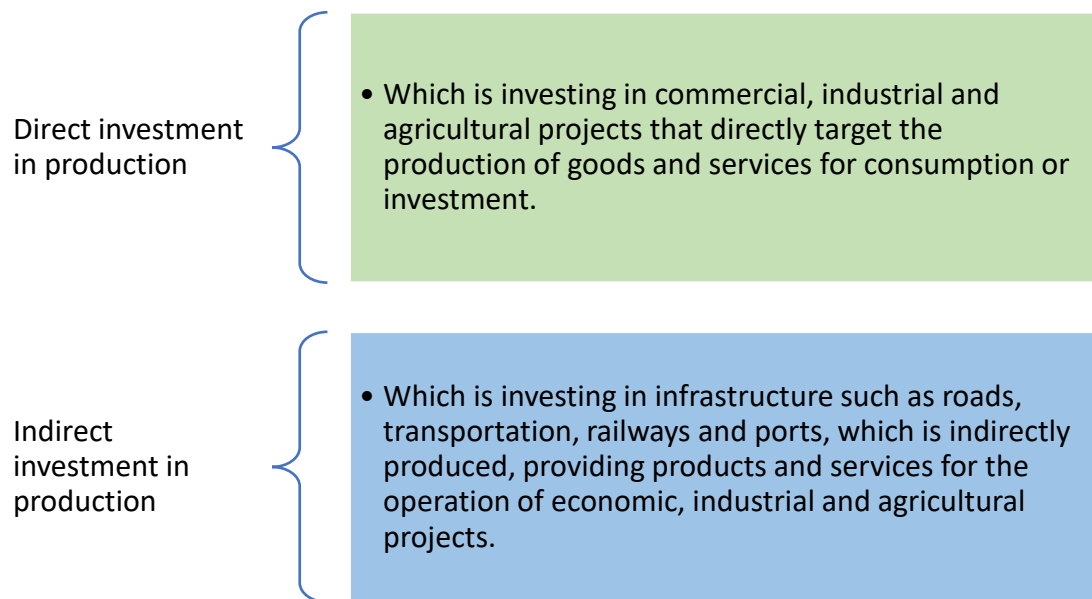 Direct investment
in production
• Which is investing in commercial, industrial and
agricultural projects that directly target the
production of goods and services for consumption or
investment.
Indirect
investment in
production
• Which is investing in infrastructure such as roads,
transportation, railways and ports, which is indirectly
produced, providing products and services for the
operation of economic, industrial and agricultural
projects.